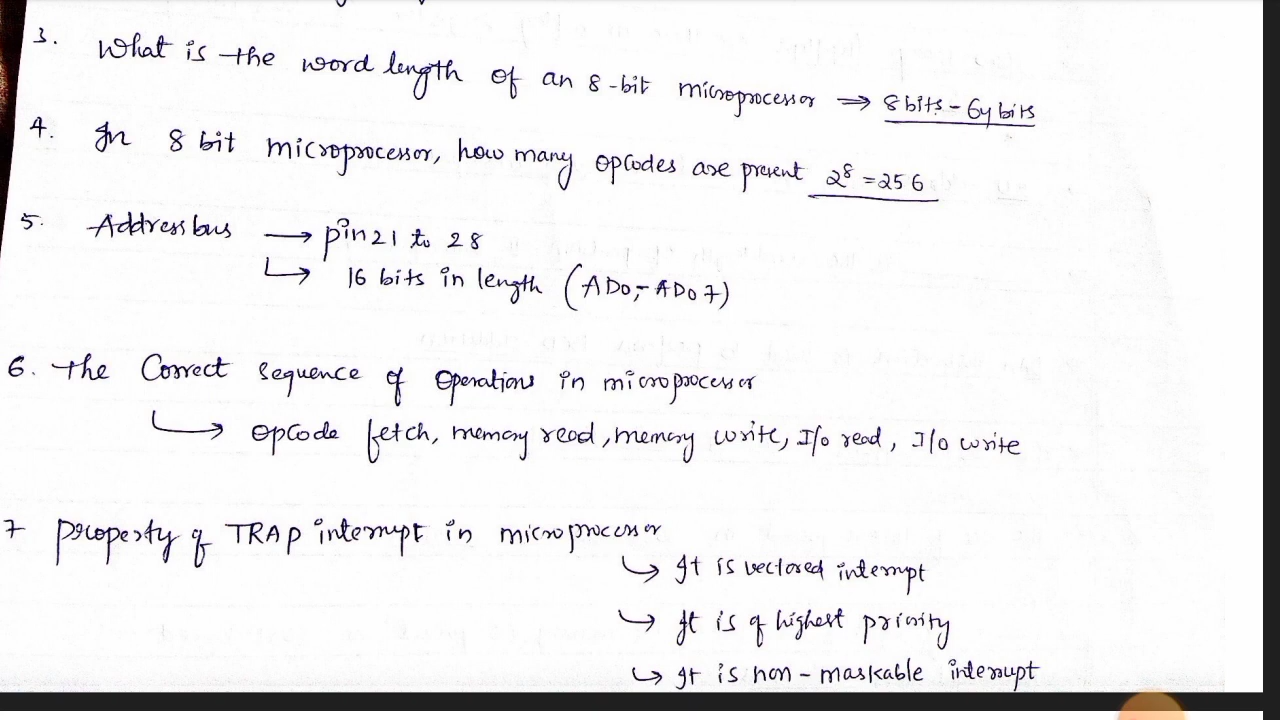 3. What is the word length of an 8-bit microprocessor ⇒ 8 bits - 64 bits
4. In 8 bit microprocessor, how many opcodes are present 2⁸ = 256
5. Address bus → pin 21 to 28
↳ 16 bits in length (AD0,- AD07)
6. the Correct sequence of operations in microprocessor
↳ opcode fetch, memory read, memory write, I/o read, I/o write
7 property of TRAP interrupt in microprocessor
↳ It is vectored interrupt
↳ It is of highest priority
↳ It is non-maskable interrupt